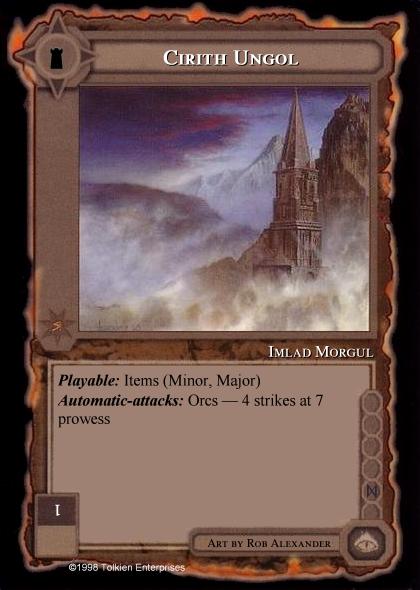 CIRITH UNGOL
IMLAD MORGUL
Playable: Items (Minor, Major)
Automatic-attacks: Orcs — 4 strikes at 7
prowess
1
ART BY ROB ALEXANDER
©1998 Tolkien Enterprises